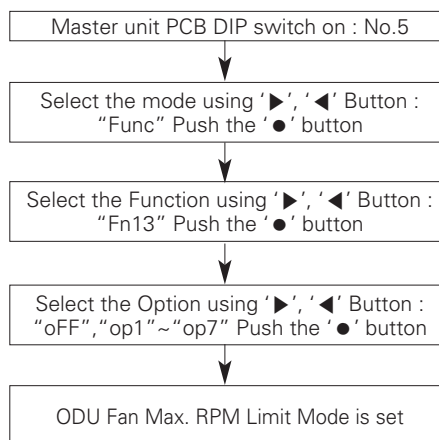 Master unit PCB DIP switch on : No.5
Select the mode using ‘▶’, ‘◀’ Button :
“Func” Push the ‘●’ button
Select the Function using ‘▶’, ‘◀’ Button :
“Fn13” Push the ‘●’ button
Select the Option using ‘▶’, ‘◀’ Button :
“oFF”,“op1”~“op7” Push the ‘●’ button
ODU Fan Max. RPM Limit Mode is set